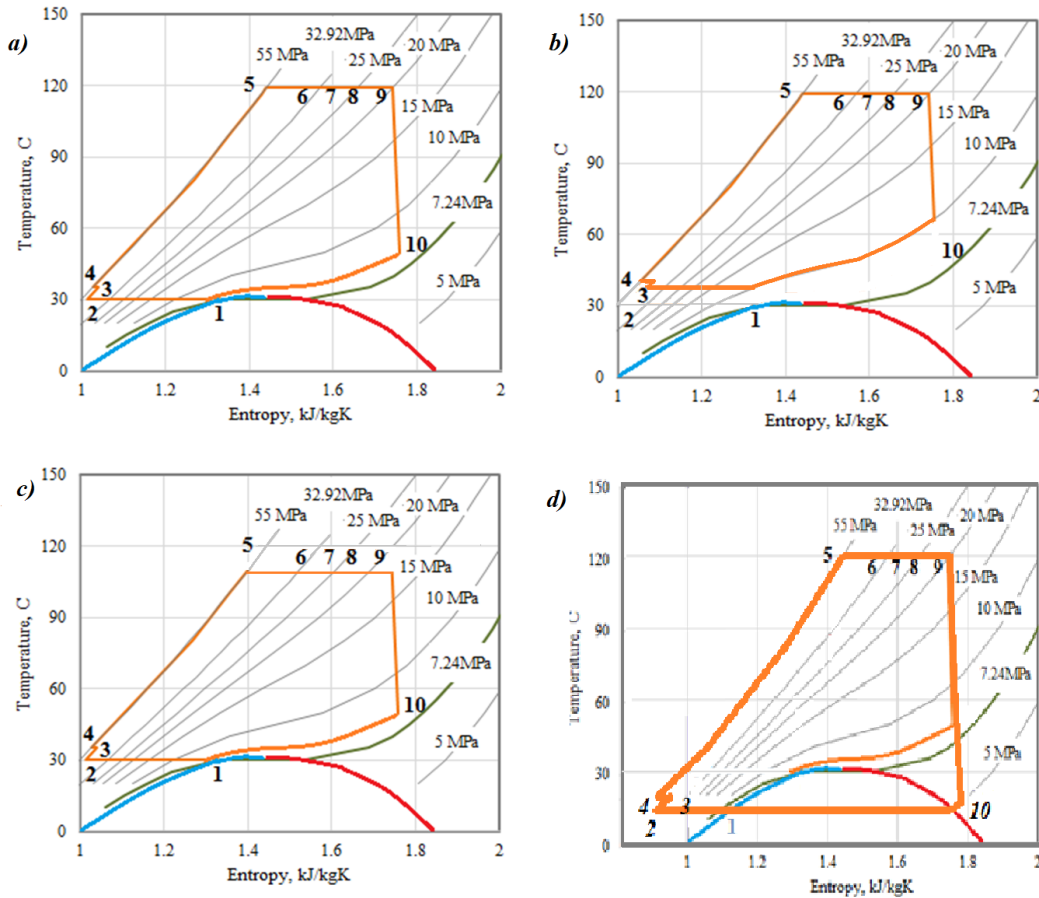 a)
Temperature, C
150
120
90
60
30
0
55 MPa
32.92MPa
25 MPa
20 MPa
15 MPa
10 MPa
7.24MPa
5 MPa
5
6
7
8
9
10
4
3
2
1
1
1.2
1.4
1.6
1.8
2
Entropy, kJ/kgK
b)
Temperature, C
150
120
90
60
30
0
55 MPa
32.92MPa
25 MPa
20 MPa
15 MPa
10 MPa
7.24MPa
5 MPa
5
6
7
8
9
10
4
3
2
1
1
1.2
1.4
1.6
1.8
2
Entropy, kJ/kgK
c)
Temperature, C
150
120
90
60
30
0
55 MPa
32.92MPa
25 MPa
20 MPa
15 MPa
10 MPa
7.24MPa
5 MPa
5
6
7
8
9
10
4
3
2
1
1
1.2
1.4
1.6
1.8
2
Entropy, kJ/kgK
d)
Temperature, C
150
120
90
60
30
0
55 MPa
32.92MPa
25 MPa
20 MPa
15 MPa
10 MPa
7.24MPa
5 MPa
5
6
7
8
9
10
4
3
2
1
1
1.2
1.4
1.6
1.8
2
Entropy, kJ/kgK